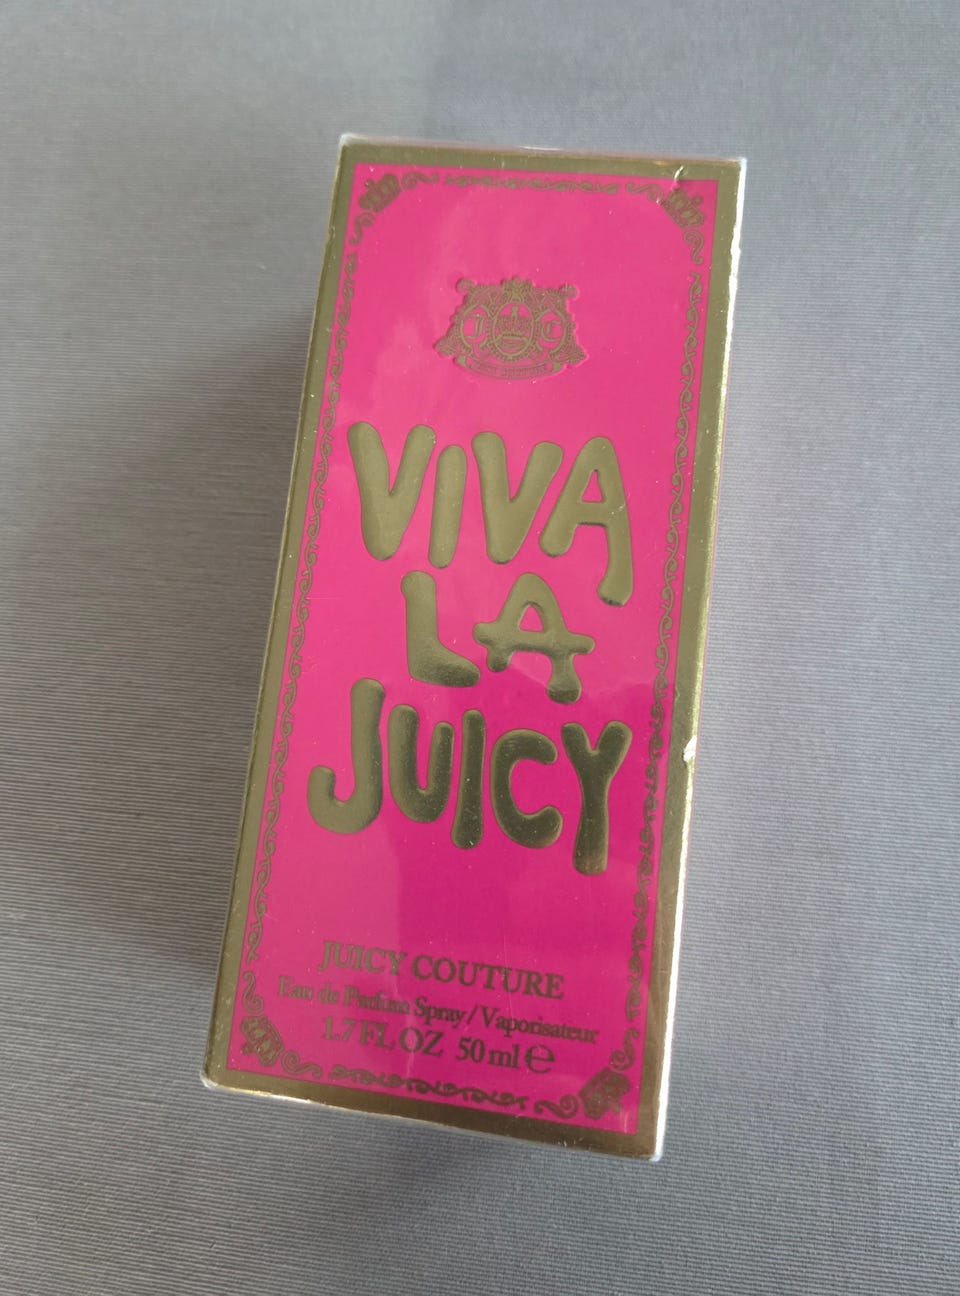 J C
VIVA
LA
JUICY
JUICY COUTURE
Eau de Parfum Spray / Vaporisateur
1.7 FL OZ 50 ml ℮